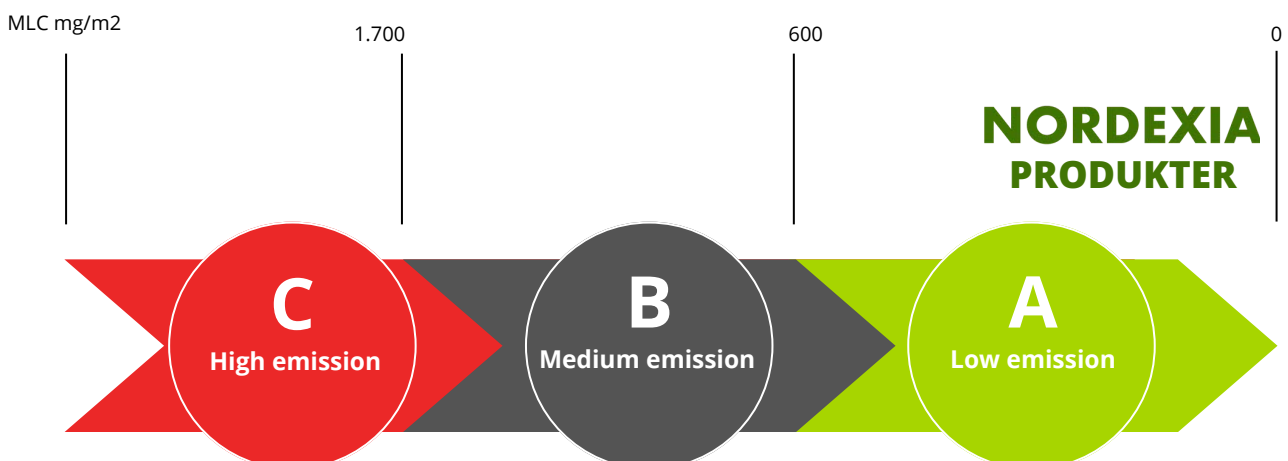 MLC mg/m2
1.700
600
0
NORDEXIA
PRODUKTER
C
High emission
B
Medium emission
A
Low emission